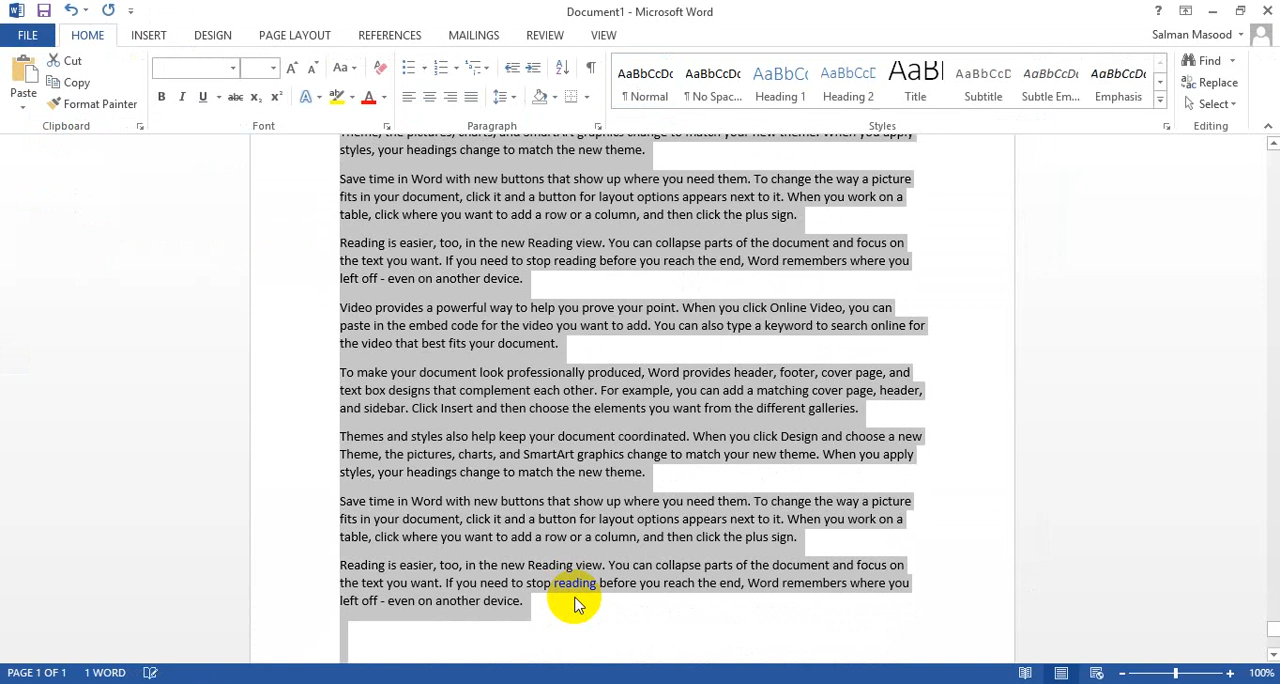 Document1 - Microsoft Word
FILE HOME INSERT DESIGN PAGE LAYOUT REFERENCES MAILINGS REVIEW VIEW Salman Masood
Paste
Cut
Copy
Format Painter
Clipboard
Font
Paragraph
AaBbCcDc AaBbCcDc AaBbCc AaBbCcC AaBl AaBbCcC AaBbCcDc AaBbCcDc
¶ Normal ¶ No Spac... Heading 1 Heading 2 Title Subtitle Subtle Em... Emphasis
Styles
Find
Replace
Select
Editing
Theme, the pictures, charts, and SmartArt graphics change to match your new theme. When you apply
styles, your headings change to match the new theme.
Save time in Word with new buttons that show up where you need them. To change the way a picture
fits in your document, click it and a button for layout options appears next to it. When you work on a
table, click where you want to add a row or a column, and then click the plus sign.
Reading is easier, too, in the new Reading view. You can collapse parts of the document and focus on
the text you want. If you need to stop reading before you reach the end, Word remembers where you
left off - even on another device.
Video provides a powerful way to help you prove your point. When you click Online Video, you can
paste in the embed code for the video you want to add. You can also type a keyword to search online for
the video that best fits your document.
To make your document look professionally produced, Word provides header, footer, cover page, and
text box designs that complement each other. For example, you can add a matching cover page, header,
and sidebar. Click Insert and then choose the elements you want from the different galleries.
Themes and styles also help keep your document coordinated. When you click Design and choose a new
Theme, the pictures, charts, and SmartArt graphics change to match your new theme. When you apply
styles, your headings change to match the new theme.
Save time in Word with new buttons that show up where you need them. To change the way a picture
fits in your document, click it and a button for layout options appears next to it. When you work on a
table, click where you want to add a row or a column, and then click the plus sign.
Reading is easier, too, in the new Reading view. You can collapse parts of the document and focus on
the text you want. If you need to stop reading before you reach the end, Word remembers where you
left off - even on another device.
PAGE 1 OF 1 1 WORD 100%